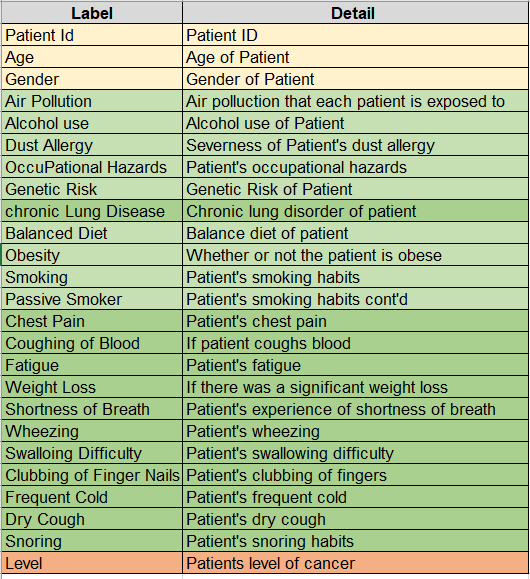 Label Detail
Patient Id Patient ID
Age Age of Patient
Gender Gender of Patient
Air Pollution Air polluction that each patient is exposed to
Alcohol use Alcohol use of Patient
Dust Allergy Severness of Patient's dust allergy
OccuPational Hazards Patient's occupational hazards
Genetic Risk Genetic Risk of Patient
chronic Lung Disease Chronic lung disorder of patient
Balanced Diet Balance diet of patient
Obesity Whether or not the patient is obese
Smoking Patient's smoking habits
Passive Smoker Patient's smoking habits cont'd
Chest Pain Patient's chest pain
Coughing of Blood If patient coughs blood
Fatigue Patient's fatigue
Weight Loss If there was a significant weight loss
Shortness of Breath Patient's experience of shortness of breath
Wheezing Patient's wheezing
Swalloing Difficulty Patient's swallowing difficulty
Clubbing of Finger Nails Patient's clubbing of fingers
Frequent Cold Patient's frequent cold
Dry Cough Patient's dry cough
Snoring Patient's snoring habits
Level Patients level of cancer